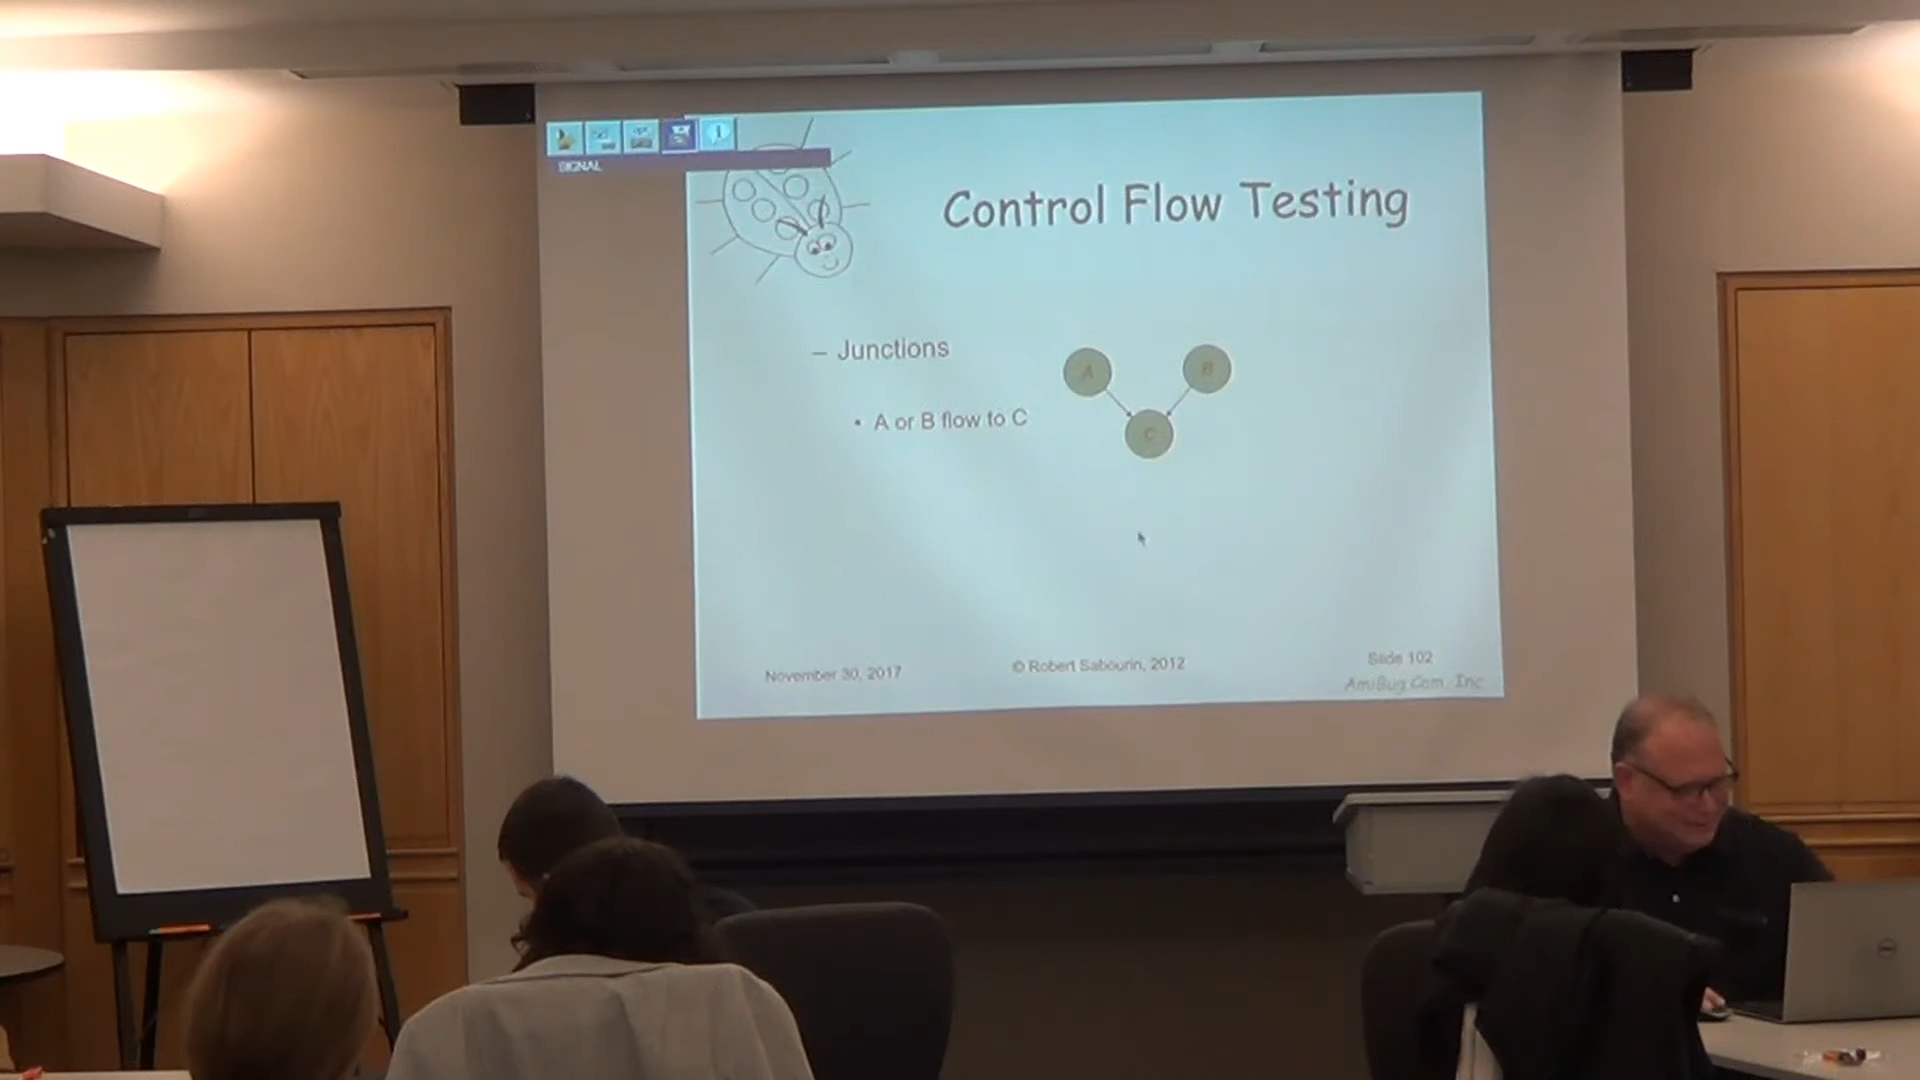 SIGNAL
Control Flow Testing
– Junctions
A
B
• A or B flow to C
C
November 30, 2017
© Robert Sabourin, 2012
Slide 102
AmiBug.Com, Inc